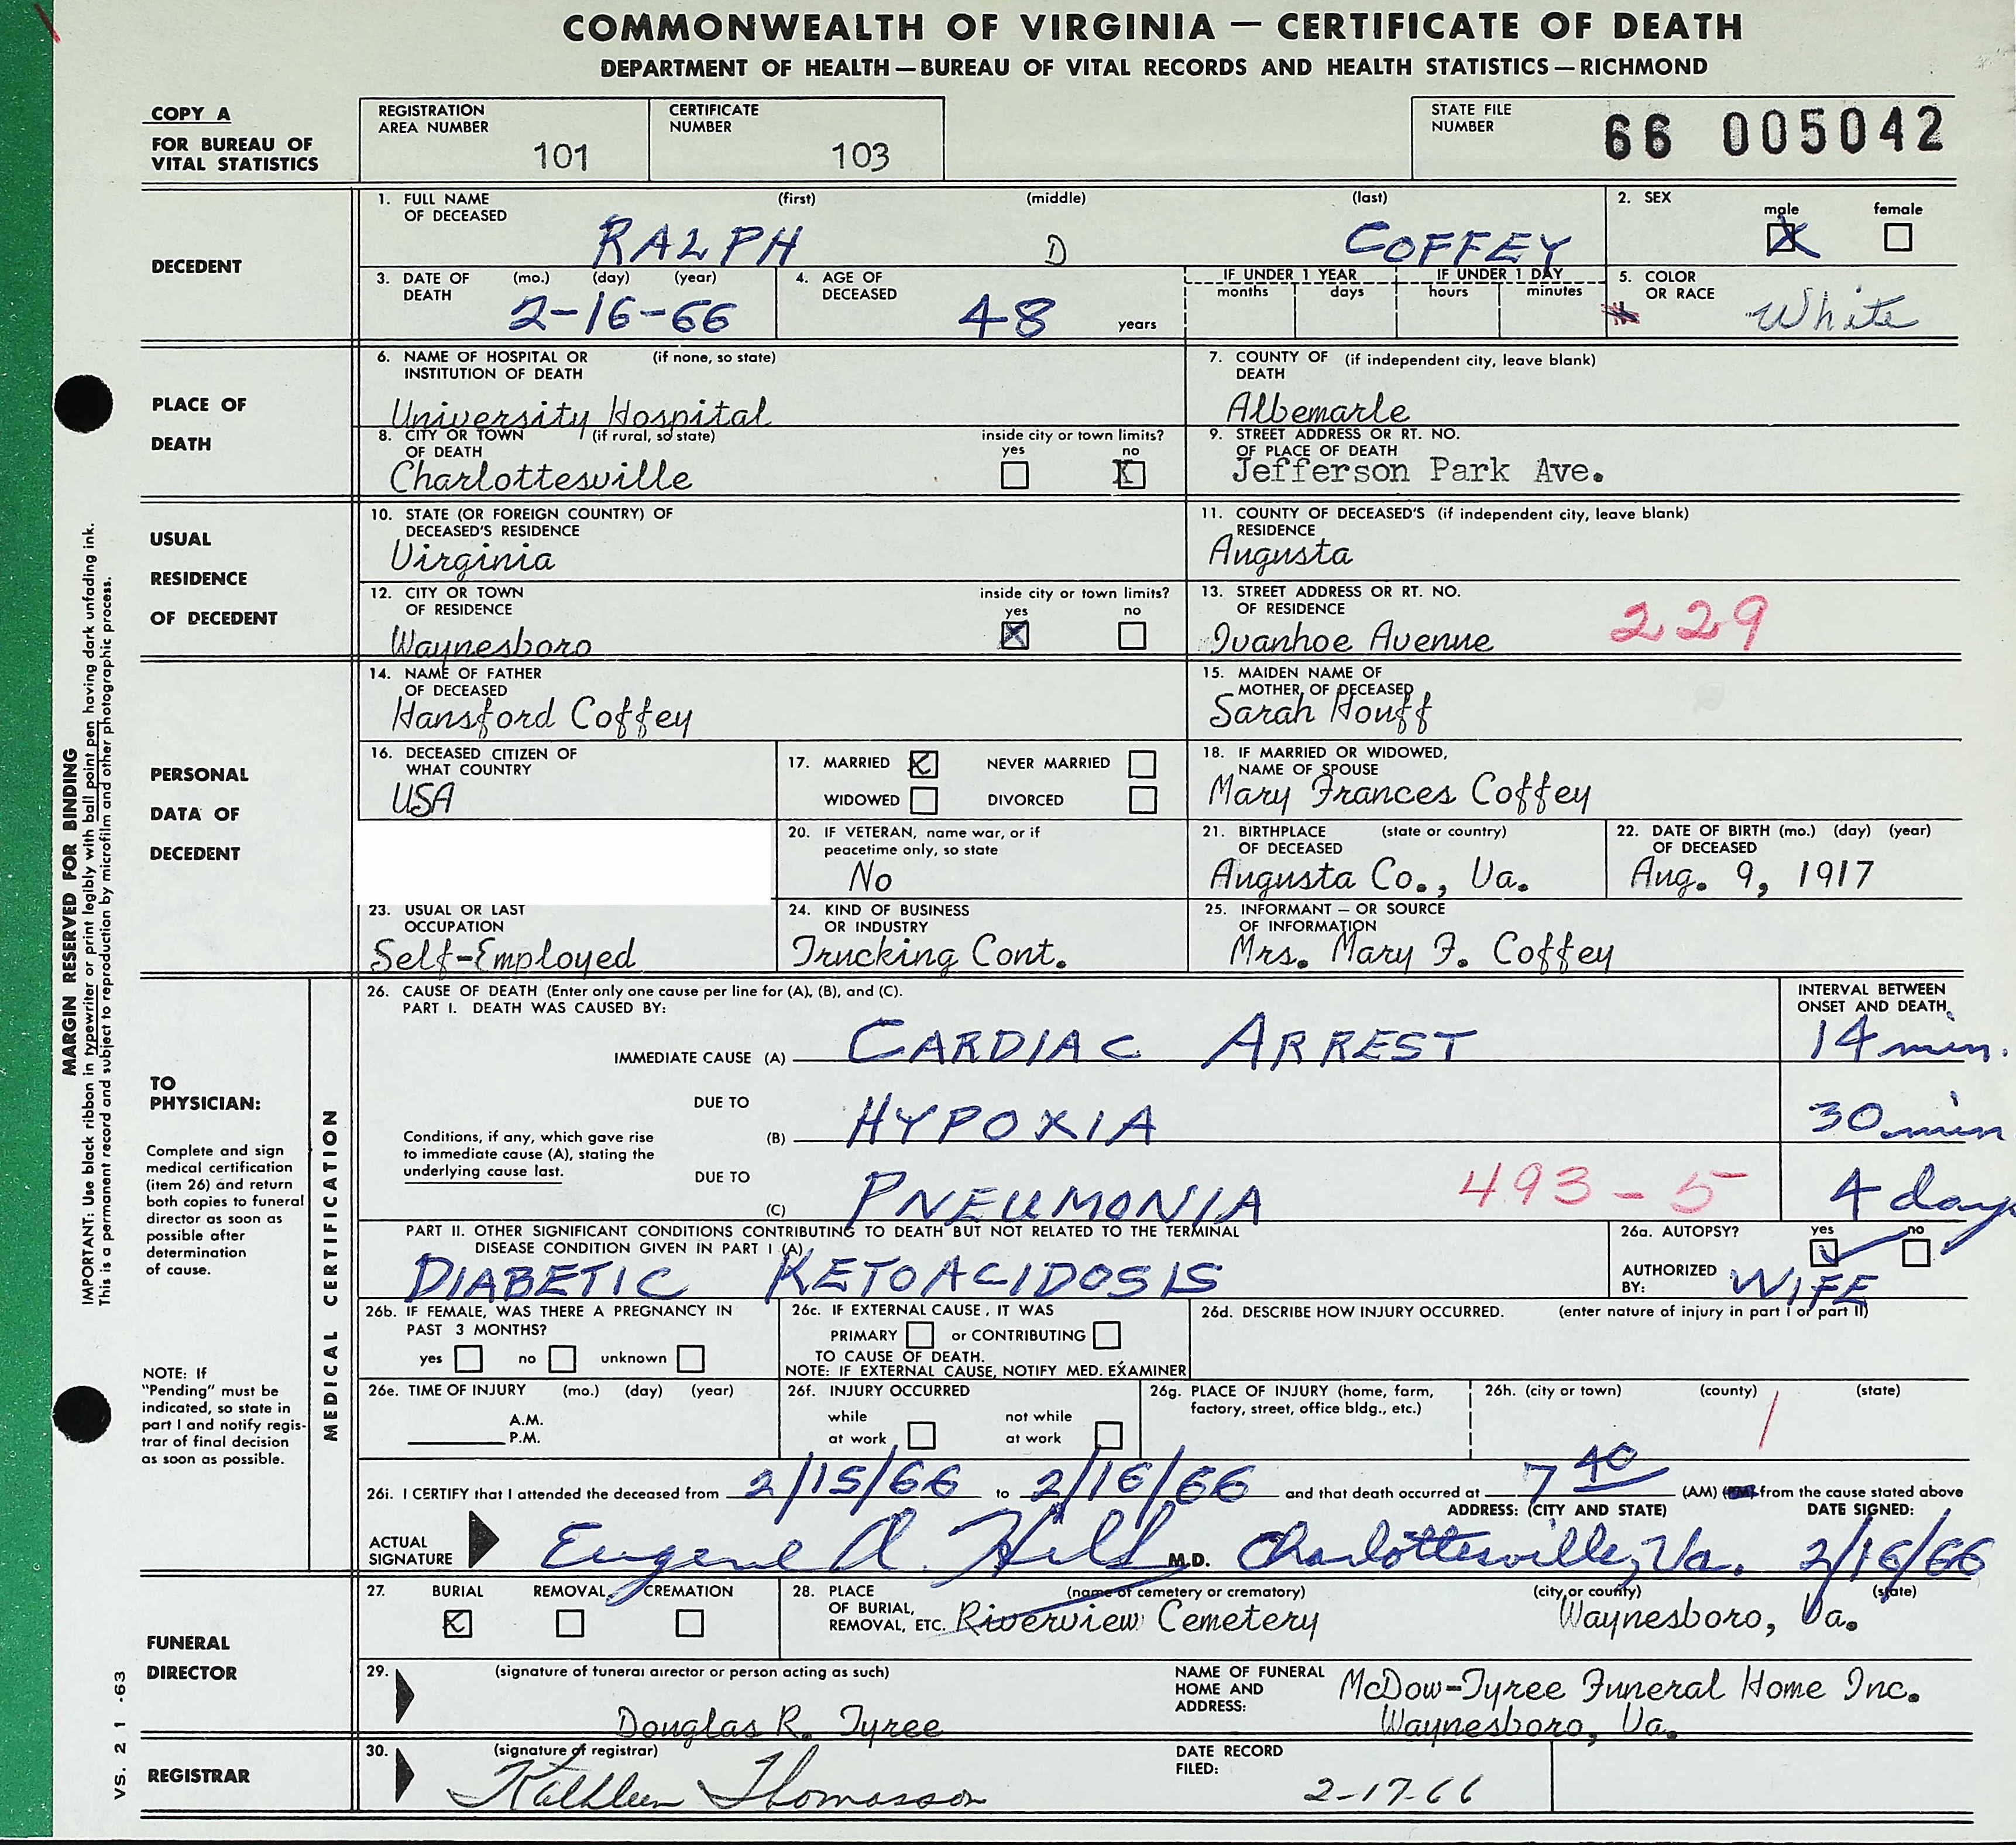 COMMONWEALTH OF VIRGINIA — CERTIFICATE OF DEATH
DEPARTMENT OF HEALTH—BUREAU OF VITAL RECORDS AND HEALTH STATISTICS—RICHMOND
COPY A
FOR BUREAU OF
VITAL STATISTICS
REGISTRATION
AREA NUMBER
101
CERTIFICATE
NUMBER
103
STATE FILE
NUMBER
66 005042
DECEDENT
1. FULL NAME (first) (middle) (last)
OF DECEASED
RALPH D COFFEY
2. SEX
male female
X
3. DATE OF (mo.) (day) (year)
DEATH
2-16-66
4. AGE OF
DECEASED
48 years
IF UNDER 1 YEAR IF UNDER 1 DAY
months days hours minutes
5. COLOR
OR RACE
White
PLACE OF
DEATH
6. NAME OF HOSPITAL OR (if none, so state)
INSTITUTION OF DEATH
University Hospital
7. COUNTY OF (if independent city, leave blank)
DEATH
Albemarle
8. CITY OR TOWN (if rural, so state)
OF DEATH
Charlottesville
inside city or town limits?
yes no
X
9. STREET ADDRESS OR RT. NO.
OF PLACE OF DEATH
Jefferson Park Ave.
USUAL
RESIDENCE
OF DECEDENT
10. STATE (OR FOREIGN COUNTRY) OF
DECEASED'S RESIDENCE
Virginia
11. COUNTY OF DECEASED'S (if independent city, leave blank)
RESIDENCE
Augusta
12. CITY OR TOWN
OF RESIDENCE
Waynesboro
inside city or town limits?
yes no
X
13. STREET ADDRESS OR RT. NO.
OF RESIDENCE
Ivanhoe Avenue
229
PERSONAL
DATA OF
DECEDENT
14. NAME OF FATHER
OF DECEASED
Hansford Coffey
15. MAIDEN NAME OF
MOTHER OF DECEASED
Sarah Houff
16. DECEASED CITIZEN OF
WHAT COUNTRY
USA
17. MARRIED X NEVER MARRIED
WIDOWED DIVORCED
18. IF MARRIED OR WIDOWED,
NAME OF SPOUSE
Mary Frances Coffey
20. IF VETERAN, name war, or if
peacetime only, so state
No
21. BIRTHPLACE (state or country)
OF DECEASED
Augusta Co., Va.
22. DATE OF BIRTH (mo.) (day) (year)
OF DECEASED
Aug. 9, 1917
23. USUAL OR LAST
OCCUPATION
Self-Employed
24. KIND OF BUSINESS
OR INDUSTRY
Trucking Cont.
25. INFORMANT — OR SOURCE
OF INFORMATION
Mrs. Mary F. Coffey
MARGIN RESERVED FOR BINDING
IMPORTANT: Use black ribbon in typewriter or print legibly with ball point pen having dark unfading ink.
This is a permanent record and subject to reproduction by microfilm and other photographic process.
TO
PHYSICIAN:
Complete and sign
medical certification
(item 26) and return
both copies to funeral
director as soon as
possible after
determination
of cause.
NOTE: If
"Pending" must be
indicated, so state in
part I and notify regis-
trar of final decision
as soon as possible.
MEDICAL CERTIFICATION
26. CAUSE OF DEATH (Enter only one cause per line for (A), (B), and (C).
PART I. DEATH WAS CAUSED BY:
INTERVAL BETWEEN
ONSET AND DEATH
IMMEDIATE CAUSE (A) CARDIAC ARREST 14 min.
DUE TO
(B) HYPOXIA 30 min
Conditions, if any, which gave rise
to immediate cause (A), stating the
underlying cause last.
DUE TO
(C) PNEUMONIA 493-5 4 days
PART II. OTHER SIGNIFICANT CONDITIONS CONTRIBUTING TO DEATH BUT NOT RELATED TO THE TERMINAL
DISEASE CONDITION GIVEN IN PART I (A)
DIABETIC KETOACIDOSIS
26a. AUTOPSY? yes no
AUTHORIZED
BY: WIFE
26b. IF FEMALE, WAS THERE A PREGNANCY IN
PAST 3 MONTHS?
yes no unknown
26c. IF EXTERNAL CAUSE, IT WAS
PRIMARY or CONTRIBUTING
TO CAUSE OF DEATH.
NOTE: IF EXTERNAL CAUSE, NOTIFY MED. EXAMINER
26d. DESCRIBE HOW INJURY OCCURRED. (enter nature of injury in part I or part II)
26e. TIME OF INJURY (mo.) (day) (year)
A.M.
P.M.
26f. INJURY OCCURRED
while not while
at work at work
26g. PLACE OF INJURY (home, farm,
factory, street, office bldg., etc.)
26h. (city or town) (county) (state)
26i. I CERTIFY that I attended the deceased from 2/15/66 to 2/16/66 and that death occurred at 7 40 (AM) from the cause stated above
ADDRESS: (CITY AND STATE) DATE SIGNED:
ACTUAL
SIGNATURE
Eugene A. Hill M.D. Charlottesville, Va. 2/16/66
FUNERAL
DIRECTOR
27. BURIAL REMOVAL CREMATION
X
28. PLACE (name of cemetery or crematory) (city or county) (state)
OF BURIAL,
REMOVAL, ETC. Riverview Cemetery Waynesboro, Va.
29. (signature of funeral director or person acting as such)
Douglas R. Tyree
NAME OF FUNERAL
HOME AND
ADDRESS:
McDow-Tyree Funeral Home Inc.
Waynesboro, Va.
VS. 21 -63
REGISTRAR
30. (signature of registrar)
Kathleen Thomasson
DATE RECORD
FILED:
2-17-66